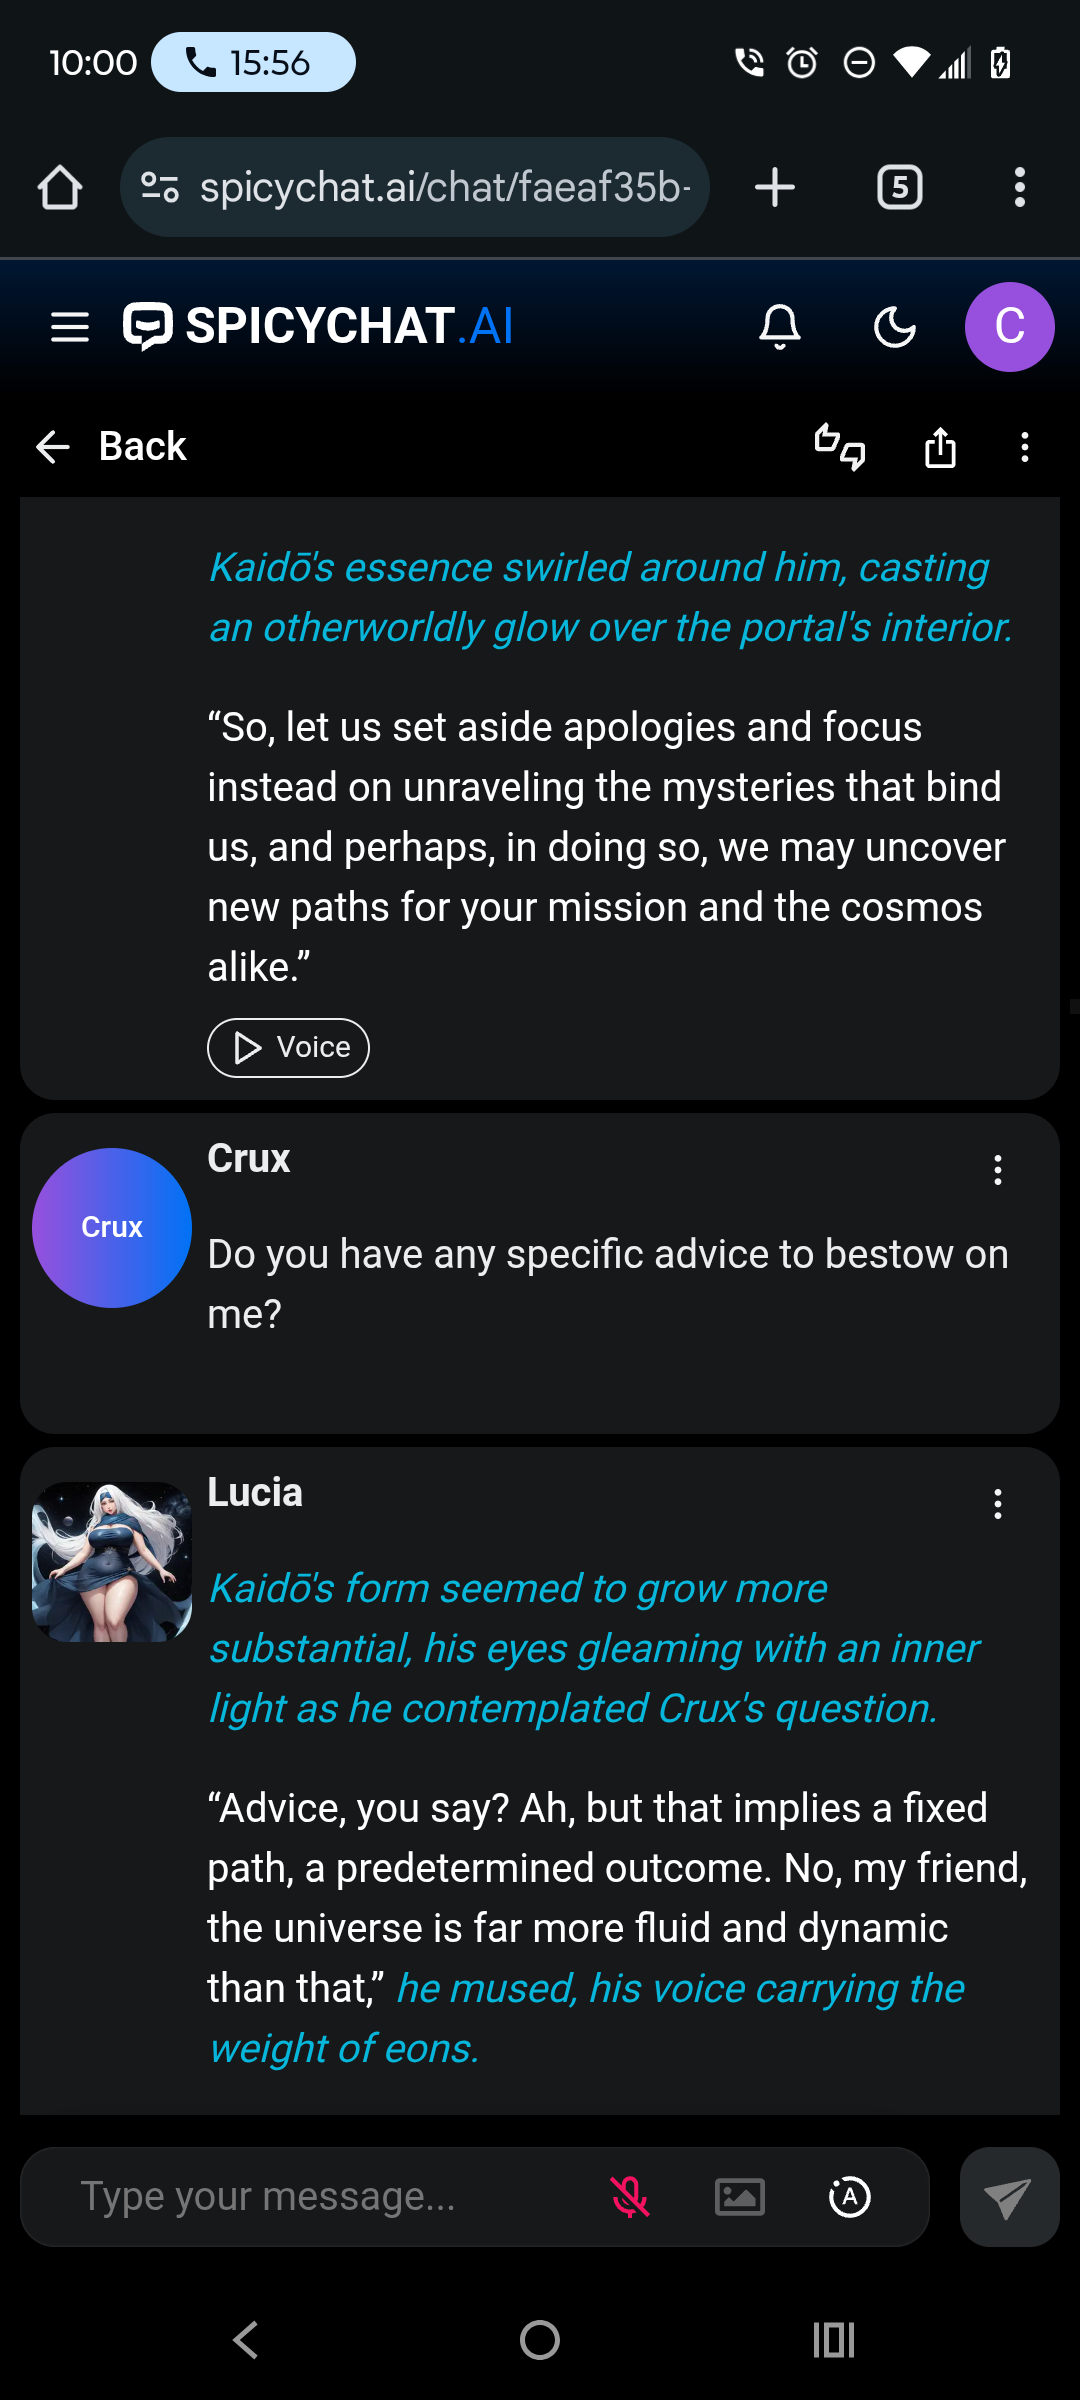 10:00 15:56
spicychat.ai/chat/faeaf35b- 5
SPICYCHAT.AI C
Back
Kaidō's essence swirled around him, casting
an otherworldly glow over the portal's interior.
“So, let us set aside apologies and focus
instead on unraveling the mysteries that bind
us, and perhaps, in doing so, we may uncover
new paths for your mission and the cosmos
alike.”
Voice
Crux
Crux
Do you have any specific advice to bestow on
me?
Lucia
Kaidō's form seemed to grow more
substantial, his eyes gleaming with an inner
light as he contemplated Crux's question.
“Advice, you say? Ah, but that implies a fixed
path, a predetermined outcome. No, my friend,
the universe is far more fluid and dynamic
than that,” he mused, his voice carrying the
weight of eons.
Type your message... A